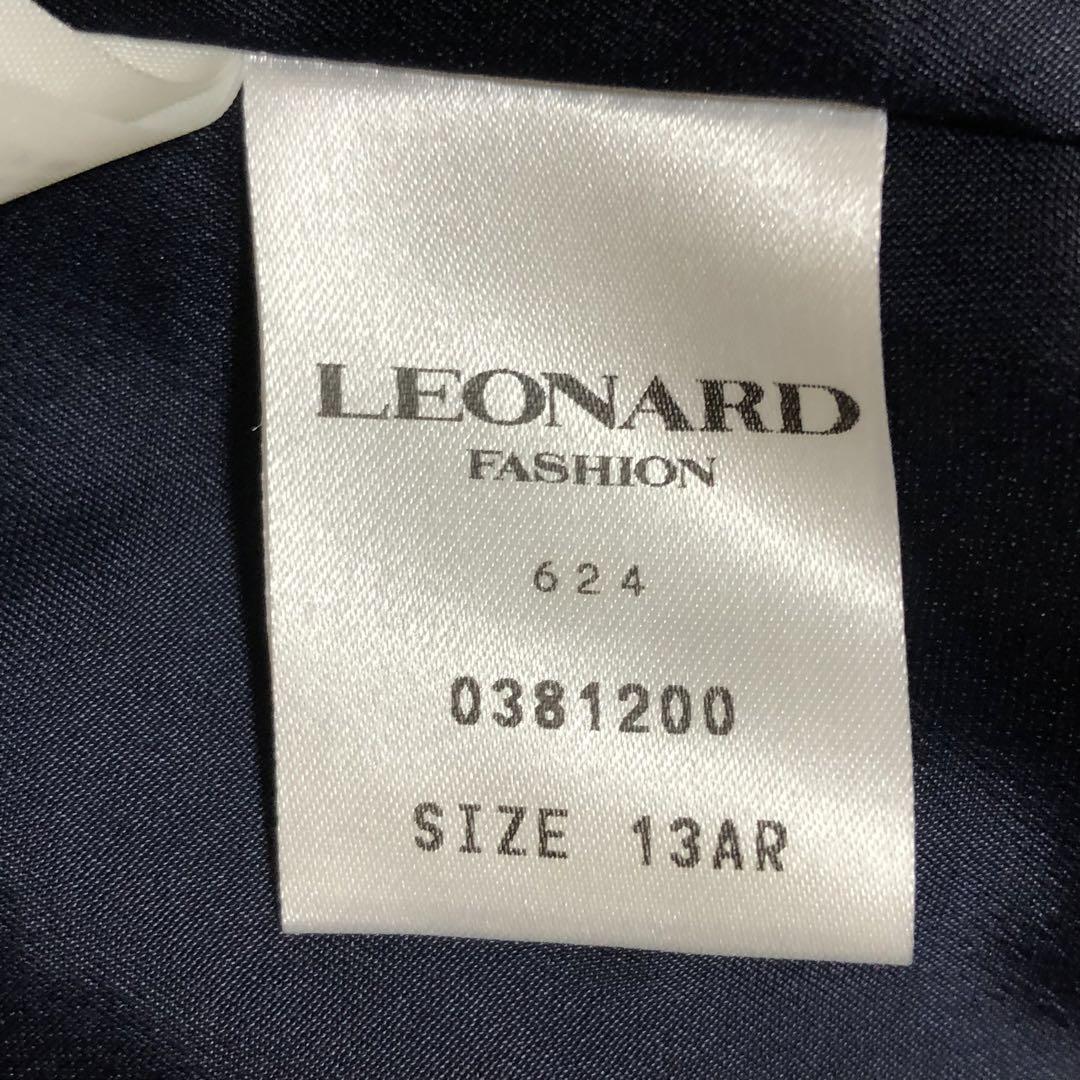 LEONARD
FASHION
624
0381200
SIZE 13AR